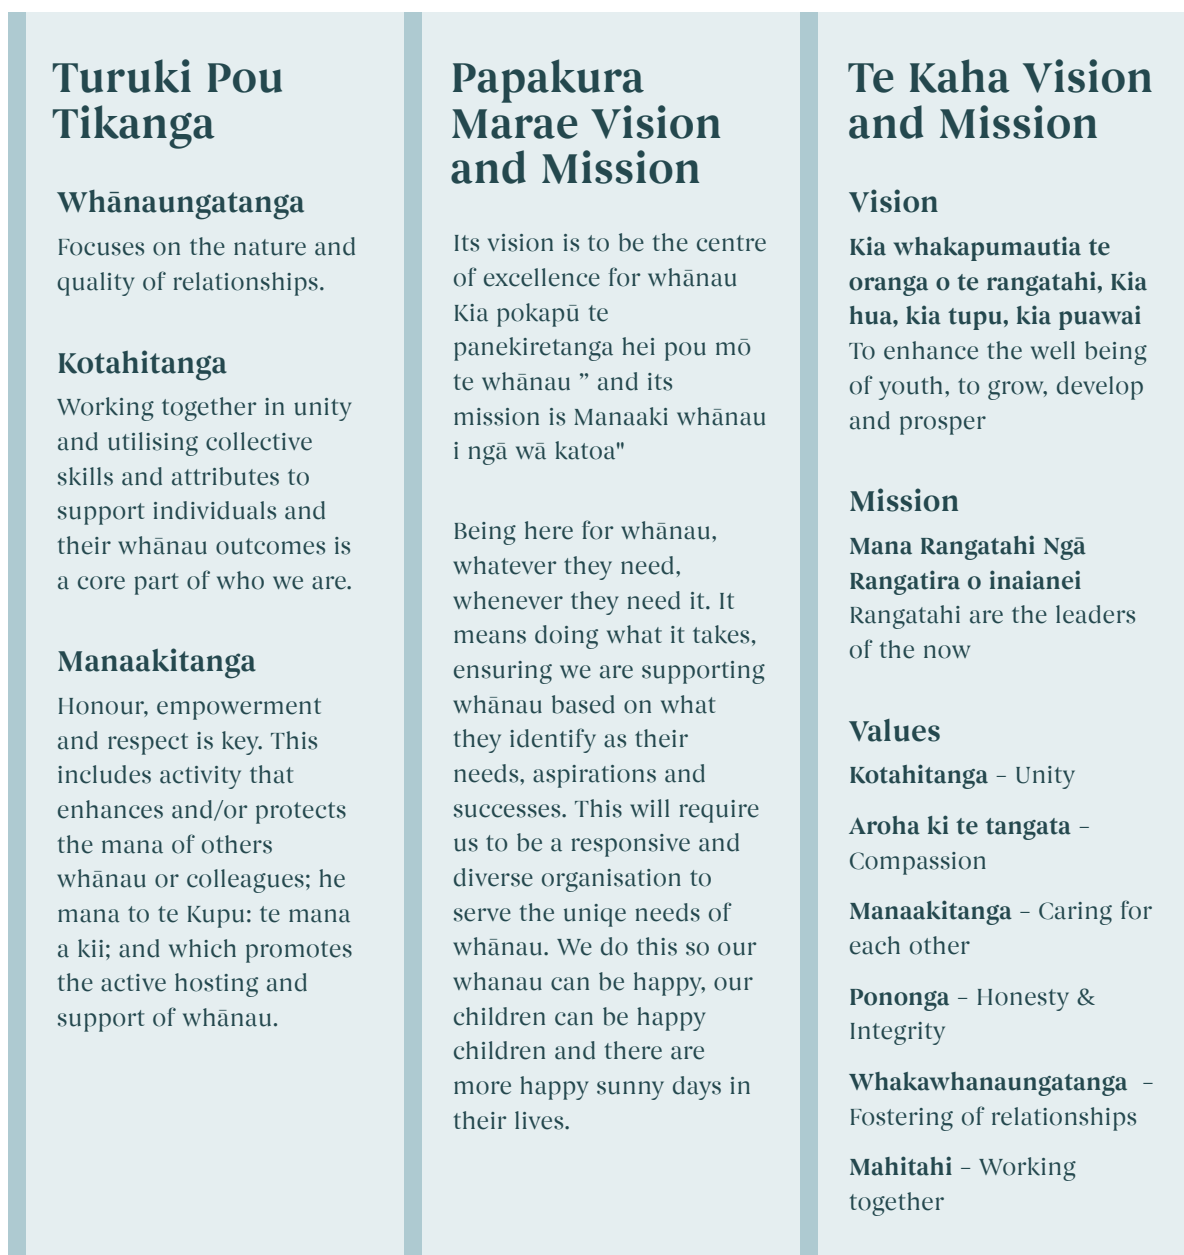 Turuki Pou
Tikanga
Whānaungatanga
Focuses on the nature and
quality of relationships.
Kotahitanga
Working together in unity
and utilising collective
skills and attributes to
support individuals and
their whānau outcomes is
a core part of who we are.
Manaakitanga
Honour, empowerment
and respect is key. This
includes activity that
enhances and/or protects
the mana of others
whānau or colleagues; he
mana to te Kupu: te mana
a kii; and which promotes
the active hosting and
support of whānau.
Papakura
Marae Vision
and Mission
Its vision is to be the centre
of excellence for whānau
Kia pokapū te
panekiretanga hei pou mō
te whānau ” and its
mission is Manaaki whānau
i ngā wā katoa"
Being here for whānau,
whatever they need,
whenever they need it. It
means doing what it takes,
ensuring we are supporting
whānau based on what
they identify as their
needs, aspirations and
successes. This will require
us to be a responsive and
diverse organisation to
serve the uniqe needs of
whānau. We do this so our
whanau can be happy, our
children can be happy
children and there are
more happy sunny days in
their lives.
Te Kaha Vision
and Mission
Vision
Kia whakapumautia te
oranga o te rangatahi, Kia
hua, kia tupu, kia puawai
To enhance the well being
of youth, to grow, develop
and prosper
Mission
Mana Rangatahi Ngā
Rangatira o inaianei
Rangatahi are the leaders
of the now
Values
Kotahitanga – Unity
Aroha ki te tangata –
Compassion
Manaakitanga – Caring for
each other
Pononga – Honesty &
Integrity
Whakawhanaungatanga –
Fostering of relationships
Mahitahi – Working
together